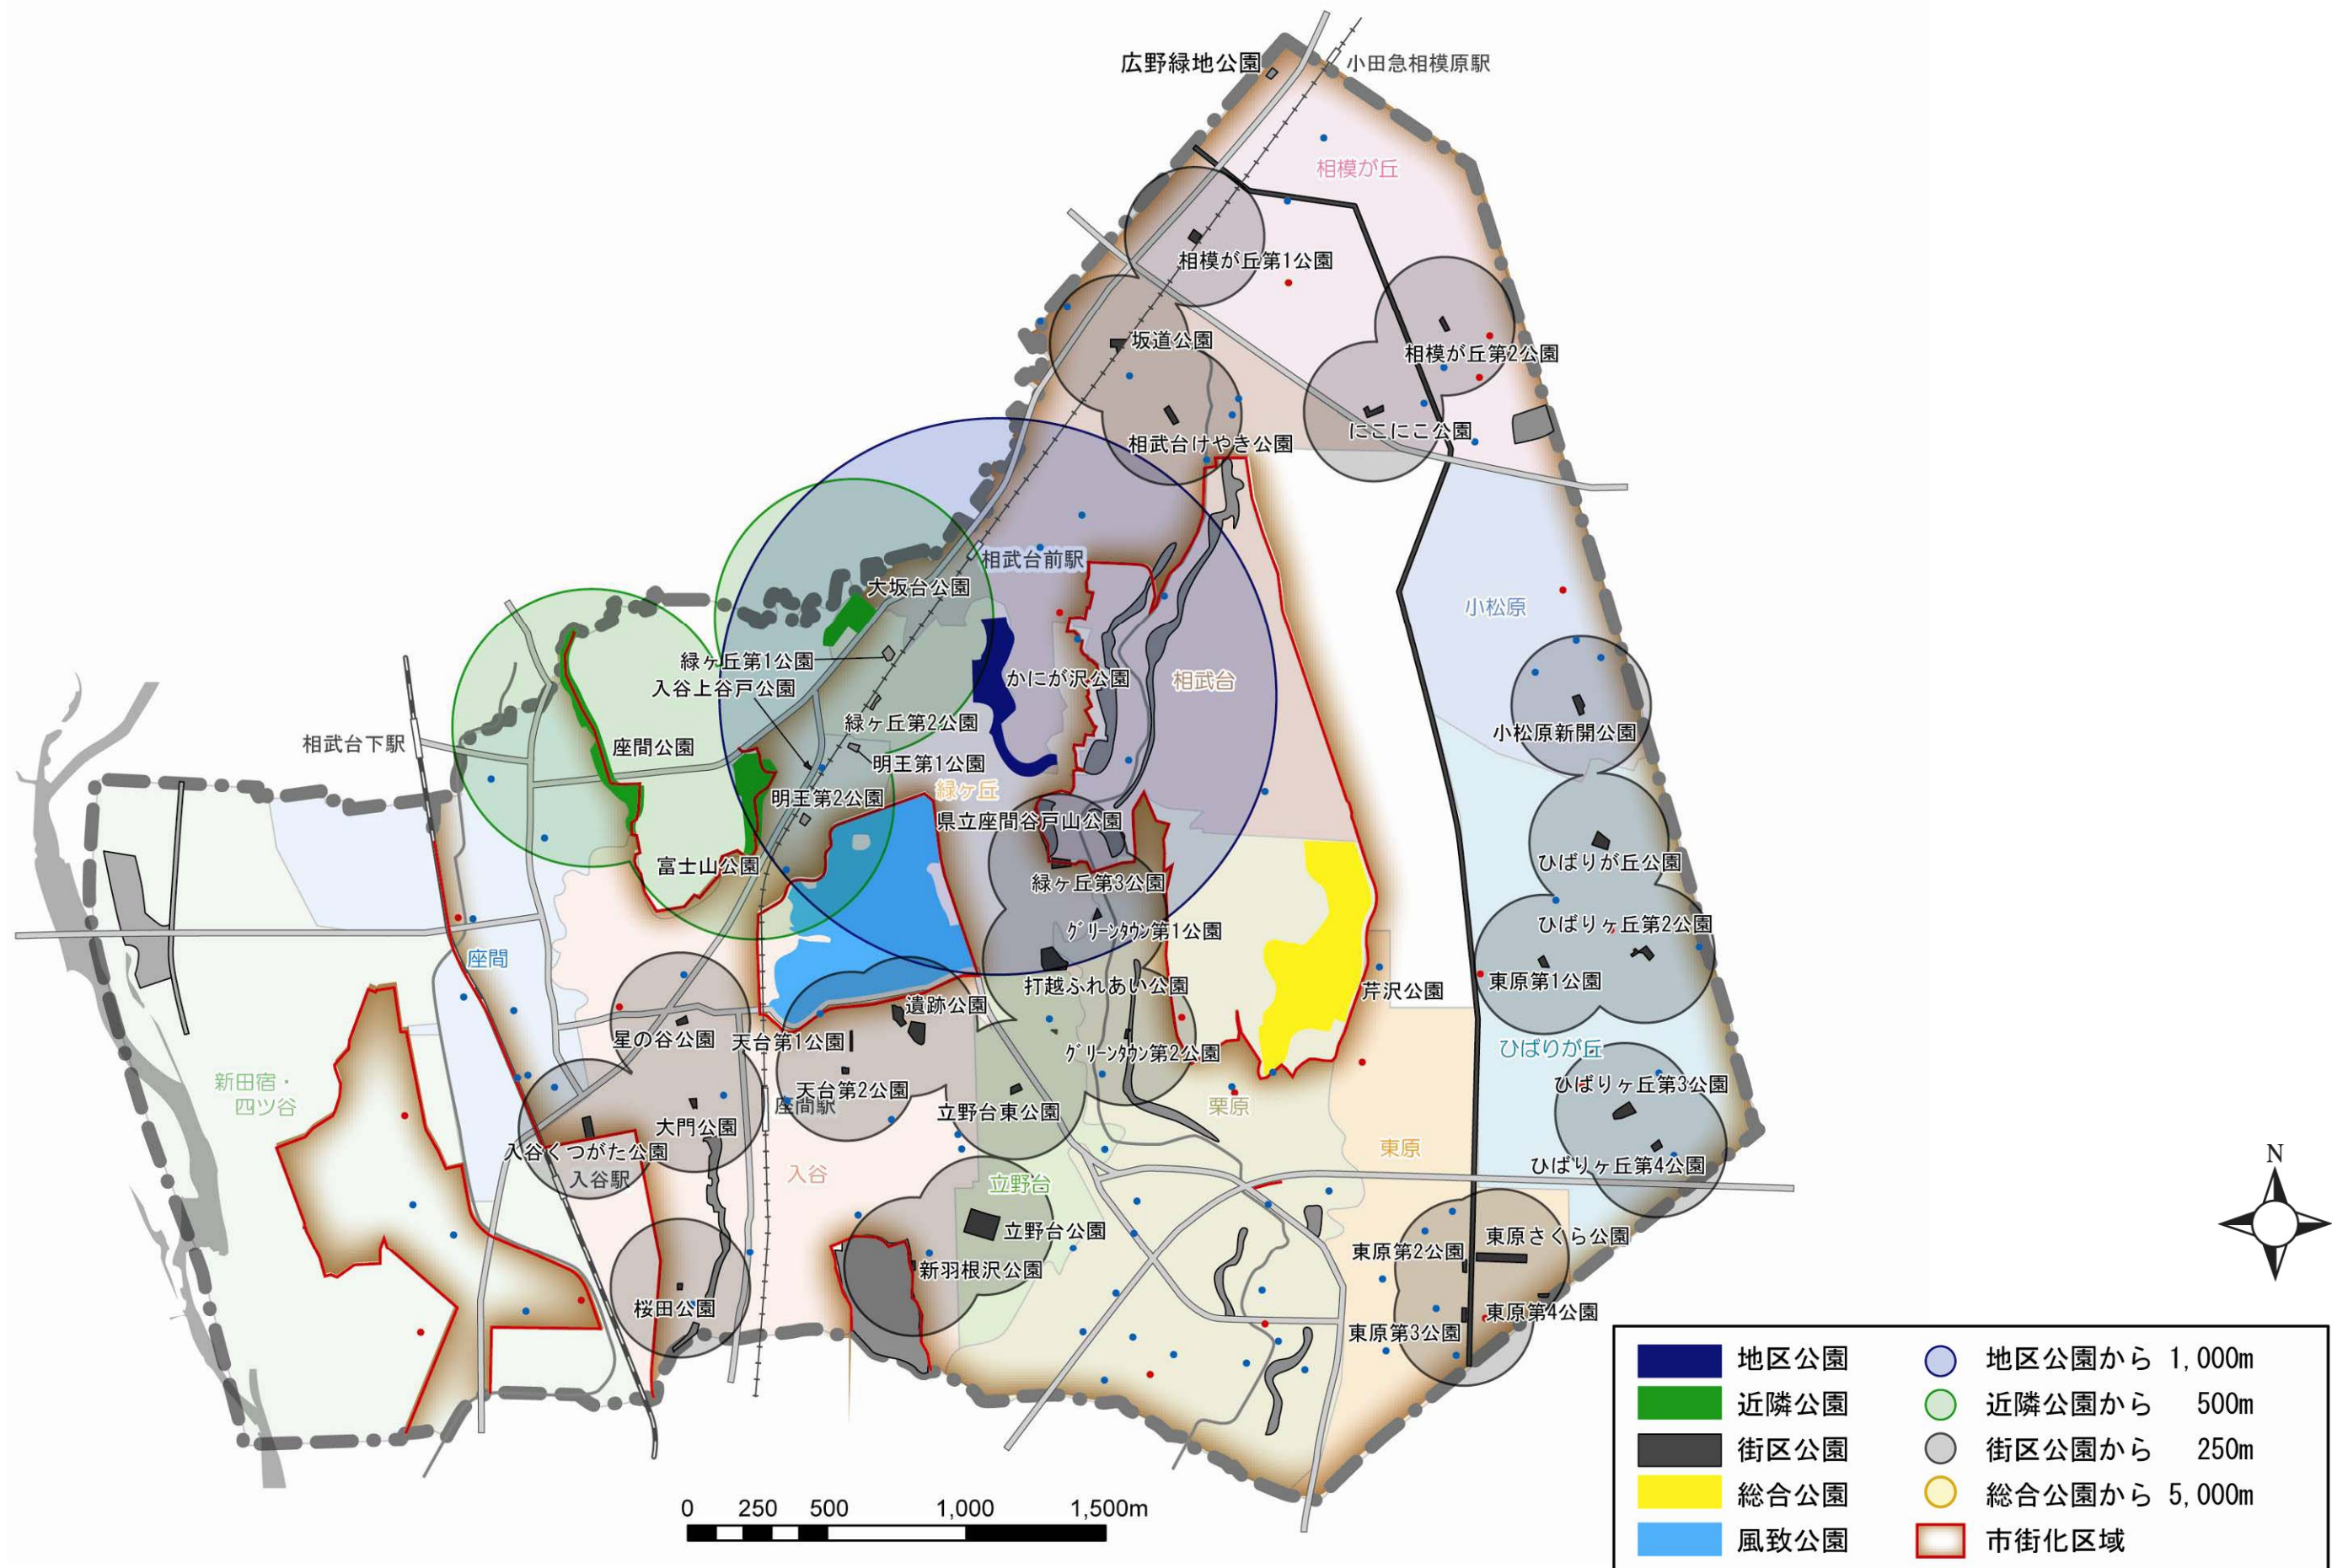 広野緑地公園
小田急相模原駅
相模が丘
相模が丘第1公園
坂道公園
相模が丘第2公園
にこにこ公園
相武台けやき公園
相武台前駅
大坂台公園
小松原
緑ヶ丘第1公園
入谷上谷戸公園
かにが沢公園
相武台
緑ヶ丘第2公園
小松原新開公園
相武台下駅
座間公園
明王第1公園
緑ヶ丘
明王第2公園
県立座間谷戸山公園
富士山公園
緑ヶ丘第3公園
ひばりが丘公園
グリーンタウン第1公園
ひばりヶ丘第2公園
座間
打越ふれあい公園
芹沢公園
東原第1公園
遺跡公園
星の谷公園
天台第1公園
グリーンタウン第2公園
ひばりが丘
新田宿・
四ツ谷
天台第2公園
座間駅
立野台東公園
栗原
ひばりヶ丘第3公園
大門公園
入谷くつがた公園
入谷駅
入谷
立野台
東原
ひばりヶ丘第4公園
立野台公園
東原第2公園
東原さくら公園
新羽根沢公園
桜田公園
東原第3公園
東原第4公園
N
0 250 500 1,000 1,500m
地区公園 地区公園から 1,000m
近隣公園 近隣公園から 500m
街区公園 街区公園から 250m
総合公園 総合公園から 5,000m
風致公園 市街化区域